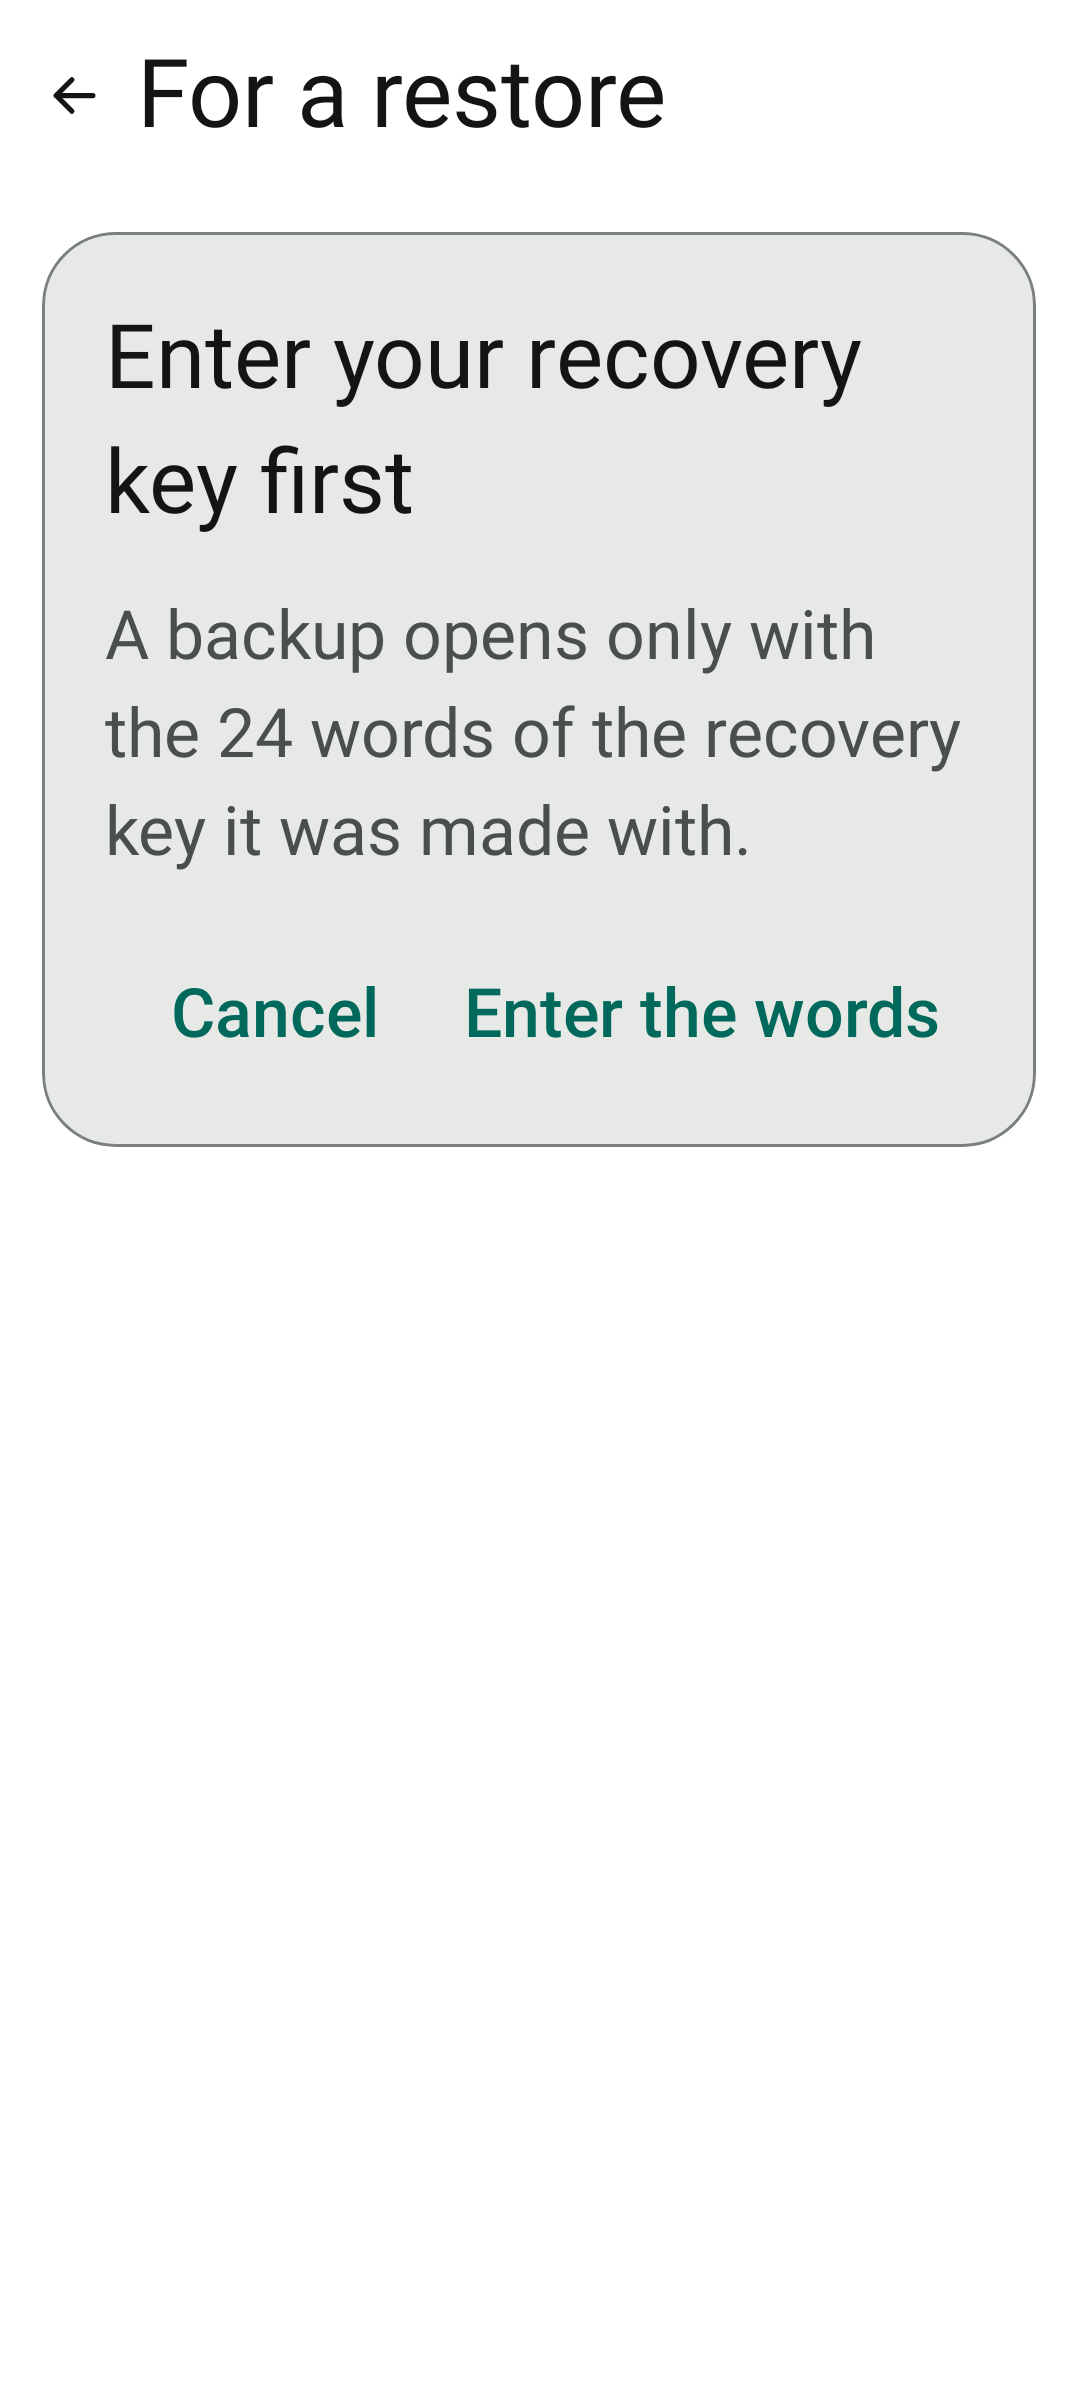 For a restore
Enter your recovery
key first
A backup opens only with
the 24 words of the recovery
key it was made with.
Cancel Enter the words